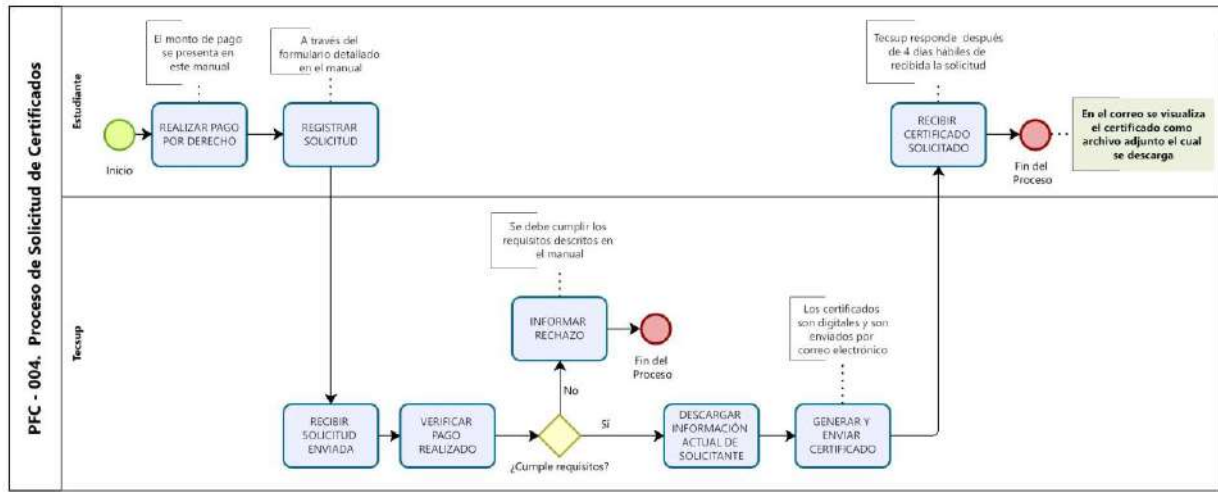 PFC - 004. Proceso de Solicitud de Certificados
Estudiante
El monto de pago
se presenta en
este manual
A través del
formulario detallado
en el manual
Tecsup responde después
de 4 días hábiles de
recibida la solicitud
Inicio
REALIZAR PAGO
POR DERECHO
REGISTRAR
SOLICITUD
RECIBIR
CERTIFICADO
SOLICITADO
Fin del
Proceso
En el correo se visualiza
el certificado como
archivo adjunto el cual
se descarga
Tecsup
Se debe cumplir los
requisitos descritos en
el manual
INFORMAR
RECHAZO
Fin del
Proceso
Los certificados
son digitales y son
enviados por
correo electrónico
No
RECIBIR
SOLICITUD
ENVIADA
VERIFICAR
PAGO
REALIZADO
¿Cumple requisitos?
Sí
DESCARGAR
INFORMACIÓN
ACTUAL DE
SOLICITANTE
GENERAR Y
ENVIAR
CERTIFICADO